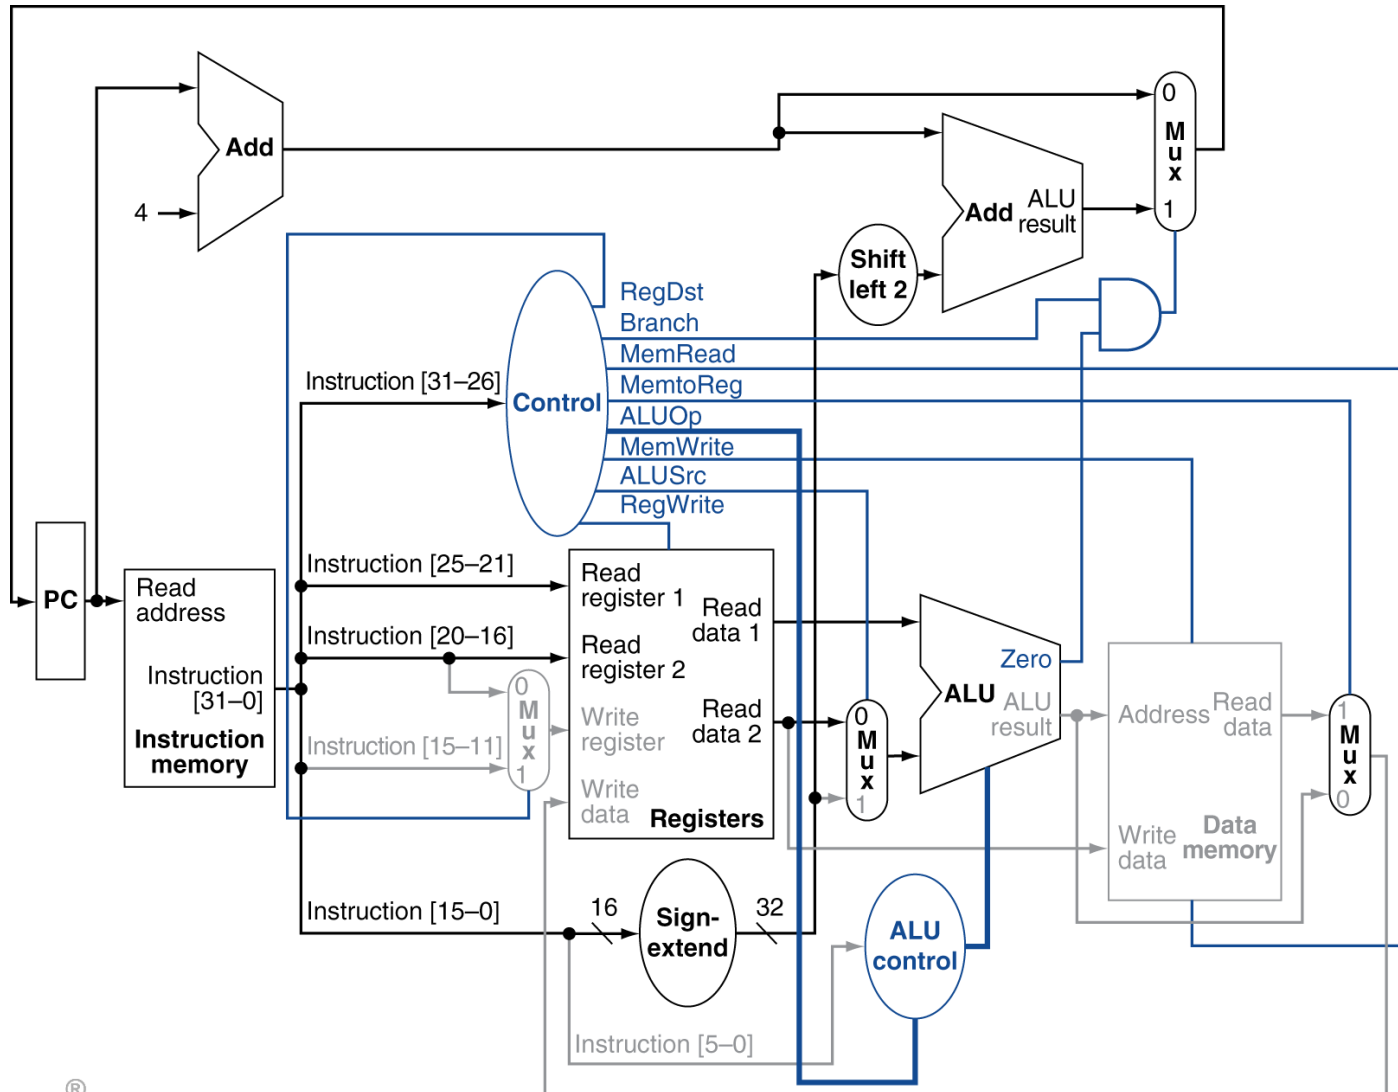 0
M
u
x
1
Add
4
Add
ALU
result
Shift
left 2
RegDst
Branch
MemRead
MemtoReg
ALUOp
MemWrite
ALUSrc
RegWrite
Instruction [31–26]
Control
PC
Read
address
Instruction
[31–0]
Instruction
memory
Instruction [25–21]
Instruction [20–16]
Instruction [15–11]
Instruction [15–0]
0
M
u
x
1
Read
register 1
Read
register 2
Write
register
Write
data
Read
data 1
Read
data 2
Registers
0
M
u
x
1
Zero
ALU
ALU
result
Address
Read
data
Write
data
Data
memory
1
M
u
x
0
16
Sign-
extend
32
ALU
control
Instruction [5–0]
®